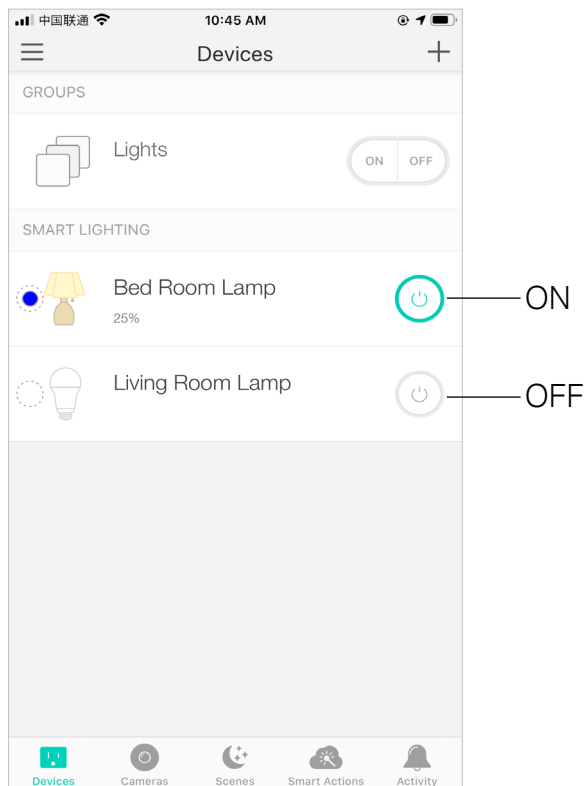 中国联通 10:45 AM
Devices
GROUPS
Lights
ON OFF
SMART LIGHTING
Bed Room Lamp
25%
ON
Living Room Lamp
OFF
Devices Cameras Scenes Smart Actions Activity